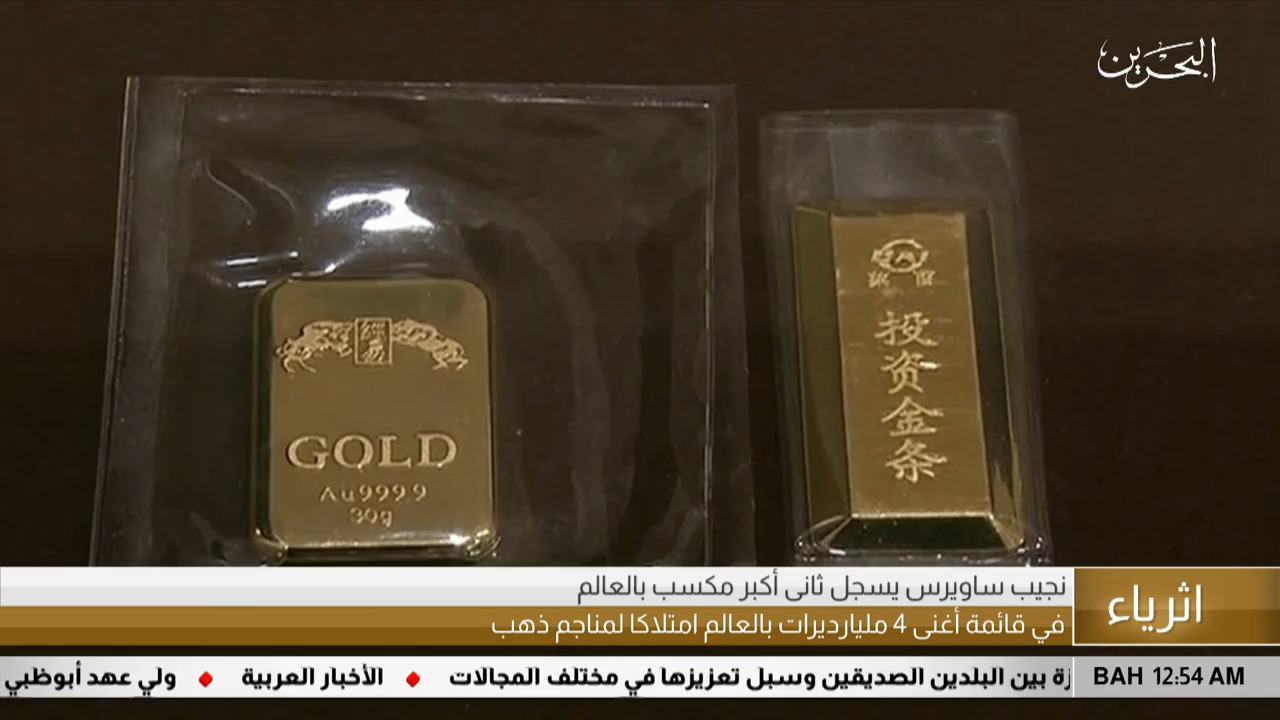 البحرين
GOLD
Au9999
30g
投资金条
نجيب ساويرس يسجل ثانى أكبر مكسب بالعالم
اثرياء
في قائمة أغنى 4 مليارديرات بالعالم امتلاكا لمناجم ذهب
BAH 12:54 AM
زة بين البلدين الصديقين وسبل تعزيزها في مختلف المجالات ♦ الأخبار العربية ♦ ولي عهد أبوظبي